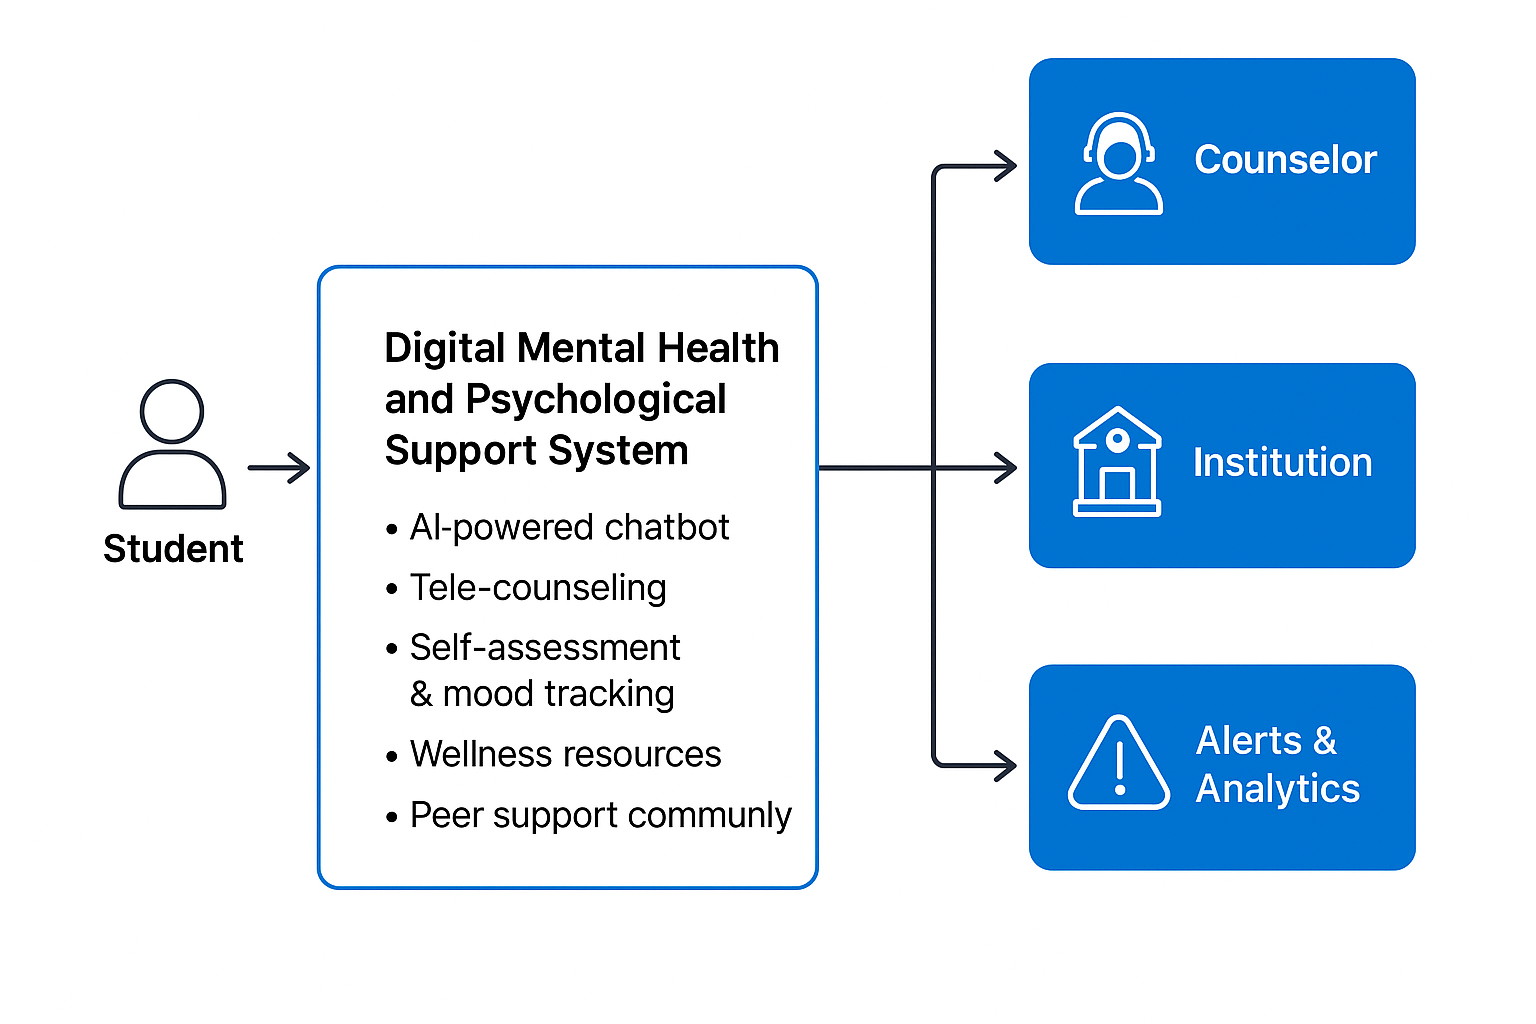 Student
Digital Mental Health
and Psychological
Support System
• AI-powered chatbot
• Tele-counseling
• Self-assessment
& mood tracking
• Wellness resources
• Peer support communly
Counselor
Institution
Alerts &
Analytics